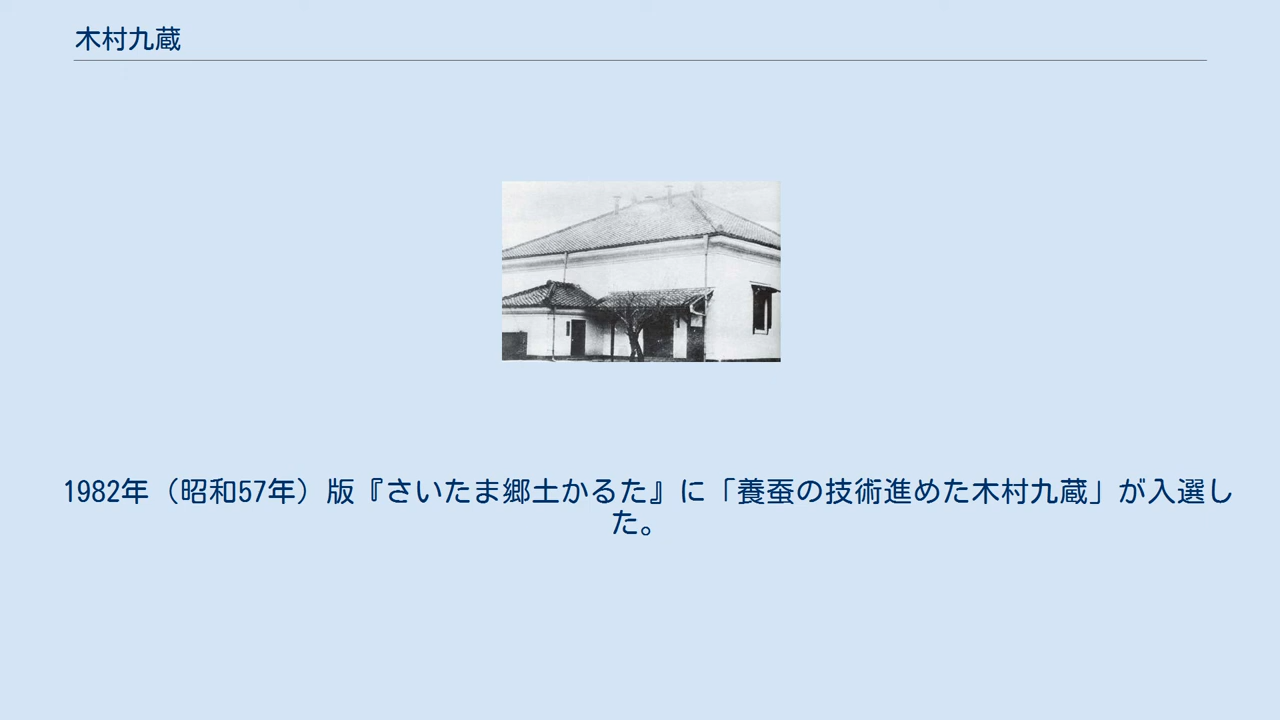 木村九蔵
1982年（昭和57年）版『さいたま郷土かるた』に「養蚕の技術進めた木村九蔵」が入選し
た。